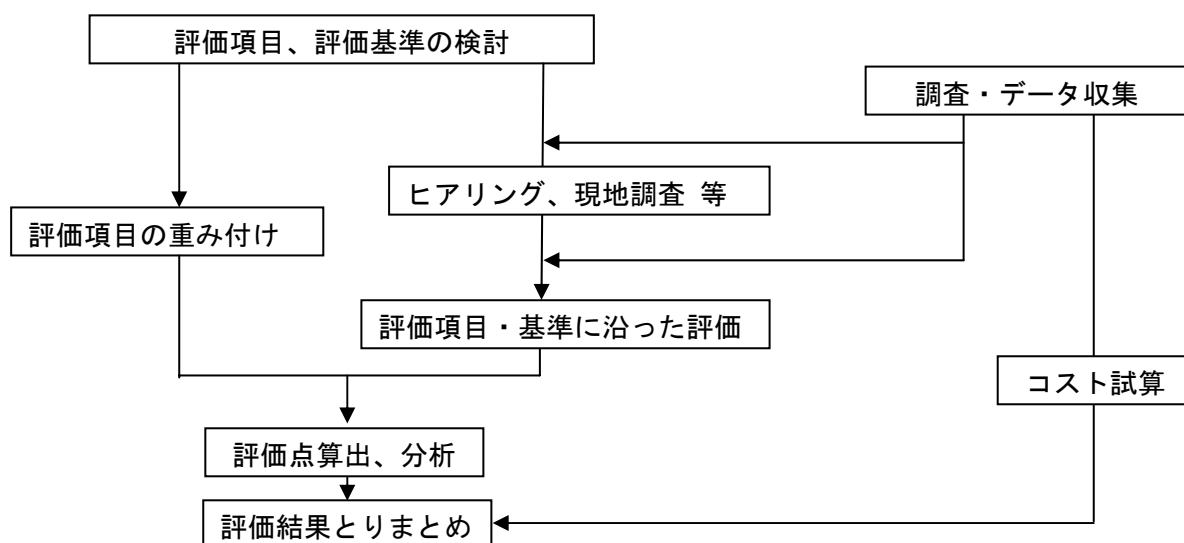 評価項目、評価基準の検討
調査・データ収集
ヒアリング、現地調査 等
評価項目の重み付け
評価項目・基準に沿った評価
コスト試算
評価点算出、分析
評価結果とりまとめ